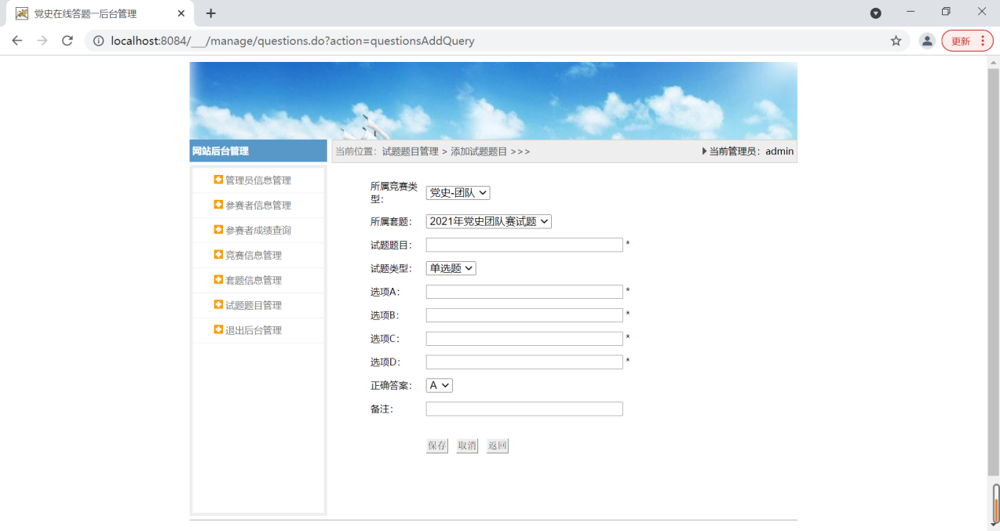 党史在线答题—后台管理
localhost:8084/___/manage/questions.do?action=questionsAddQuery
更新
网站后台管理
当前位置：试题题目管理 > 添加试题题目 >>>
当前管理员：admin
管理员信息管理
参赛者信息管理
参赛者成绩查询
竞赛信息管理
套题信息管理
试题题目管理
退出后台管理
所属竞赛类
型：
党史-团队
所属套题：
2021年党史团队赛试题
试题题目：
*
试题类型：
单选题
选项A：
*
选项B：
*
选项C：
*
选项D：
*
正确答案：
A
备注：
保存 取消 返回